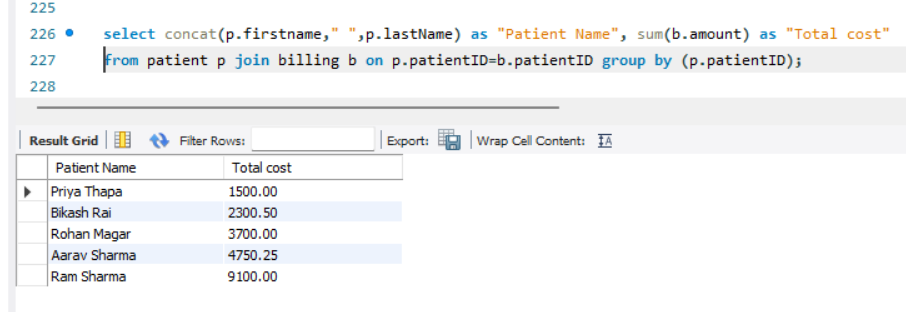 225
226 select concat(p.firstname," ",p.lastName) as "Patient Name", sum(b.amount) as "Total cost"
227 from patient p join billing b on p.patientID=b.patientID group by (p.patientID);
228
Result Grid Filter Rows: Export: Wrap Cell Content: IA
Patient Name Total cost
Priya Thapa 1500.00
Bikash Rai 2300.50
Rohan Magar 3700.00
Aarav Sharma 4750.25
Ram Sharma 9100.00